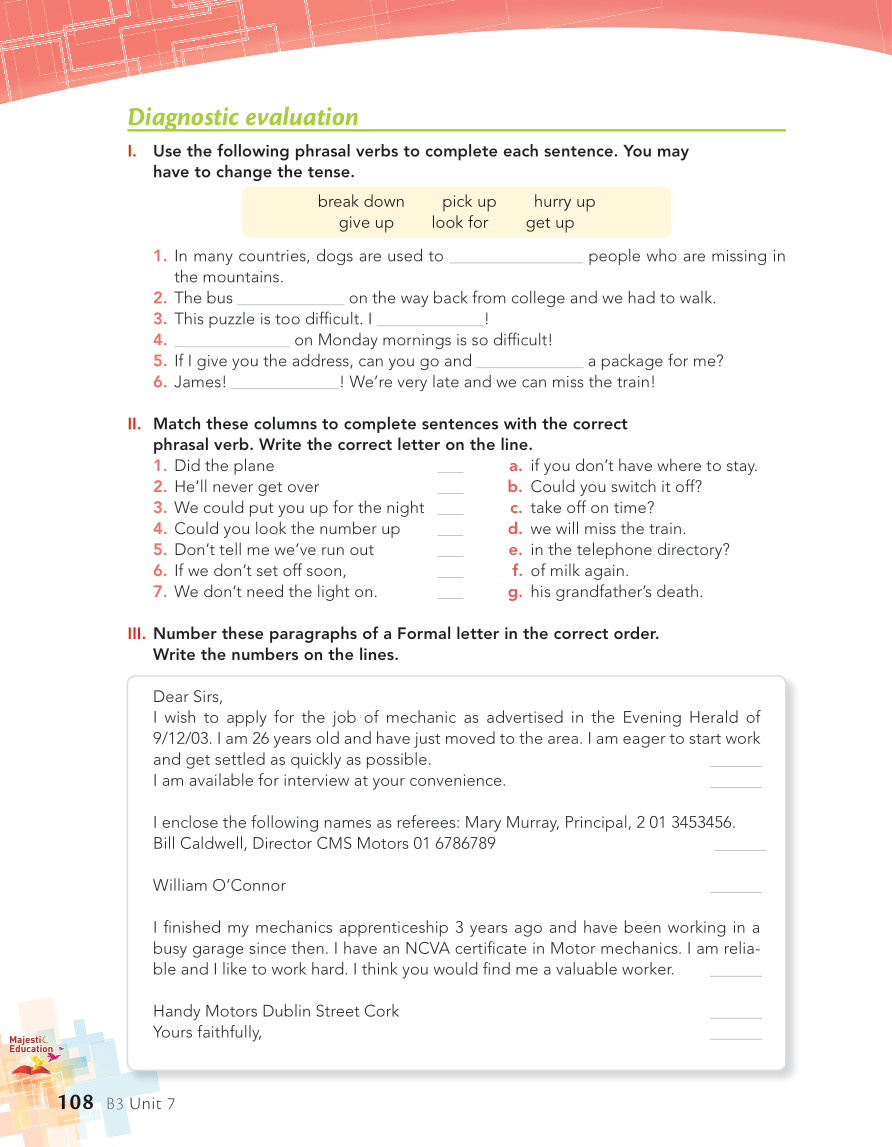 Diagnostic evaluation
I. Use the following phrasal verbs to complete each sentence. You may
have to change the tense.
break down pick up hurry up
give up look for get up
1. In many countries, dogs are used to ______________ people who are missing in
the mountains.
2. The bus ___________ on the way back from college and we had to walk.
3. This puzzle is too difficult. I ___________!
4. ____________ on Monday mornings is so difficult!
5. If I give you the address, can you go and ___________ a package for me?
6. James! ___________! We’re very late and we can miss the train!
II. Match these columns to complete sentences with the correct
phrasal verb. Write the correct letter on the line.
1. Did the plane ___ a. if you don’t have where to stay.
2. He’ll never get over ___ b. Could you switch it off?
3. We could put you up for the night ___ c. take off on time?
4. Could you look the number up ___ d. we will miss the train.
5. Don’t tell me we’ve run out ___ e. in the telephone directory?
6. If we don’t set off soon, ___ f. of milk again.
7. We don’t need the light on. ___ g. his grandfather’s death.
III. Number these paragraphs of a Formal letter in the correct order.
Write the numbers on the lines.
Dear Sirs,
I wish to apply for the job of mechanic as advertised in the Evening Herald of
9/12/03. I am 26 years old and have just moved to the area. I am eager to start work
and get settled as quickly as possible. ______
I am available for interview at your convenience. ______
I enclose the following names as referees: Mary Murray, Principal, 2 01 3453456.
Bill Caldwell, Director CMS Motors 01 6786789 ______
William O’Connor ______
I finished my mechanics apprenticeship 3 years ago and have been working in a
busy garage since then. I have an NCVA certificate in Motor mechanics. I am relia-
ble and I like to work hard. I think you would find me a valuable worker. ______
Handy Motors Dublin Street Cork ______
Yours faithfully, ______
Majestic
Education
108 B3 Unit 7